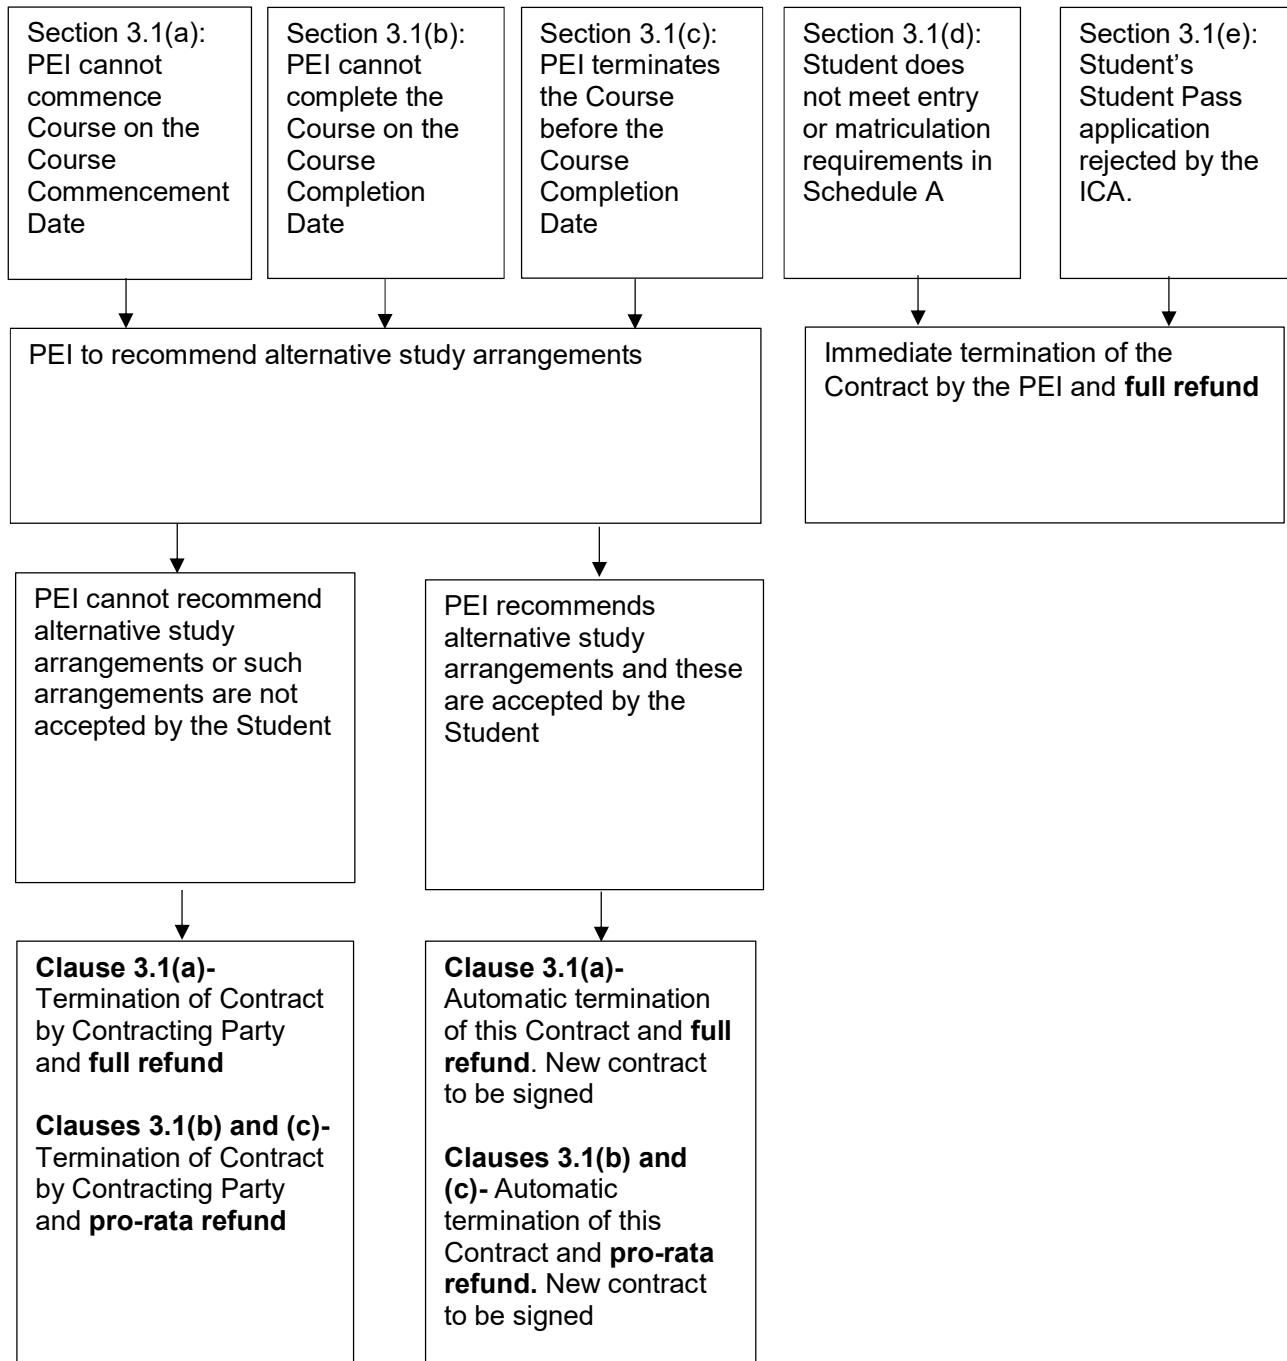 Section 3.1(a):
PEI cannot
commence
Course on the
Course
Commencement
Date
Section 3.1(b):
PEI cannot
complete the
Course on the
Course
Completion
Date
Section 3.1(c):
PEI terminates
the Course
before the
Course
Completion
Date
Section 3.1(d):
Student does
not meet entry
or matriculation
requirements in
Schedule A
Section 3.1(e):
Student’s
Student Pass
application
rejected by the
ICA.
PEI to recommend alternative study arrangements
Immediate termination of the
Contract by the PEI and full refund
PEI cannot recommend
alternative study
arrangements or such
arrangements are not
accepted by the Student
PEI recommends
alternative study
arrangements and these
are accepted by the
Student
Clause 3.1(a)-
Termination of Contract
by Contracting Party
and full refund
Clauses 3.1(b) and (c)-
Termination of Contract
by Contracting Party
and pro-rata refund
Clause 3.1(a)-
Automatic termination
of this Contract and full
refund. New contract
to be signed
Clauses 3.1(b) and
(c)- Automatic
termination of this
Contract and pro-rata
refund. New contract
to be signed